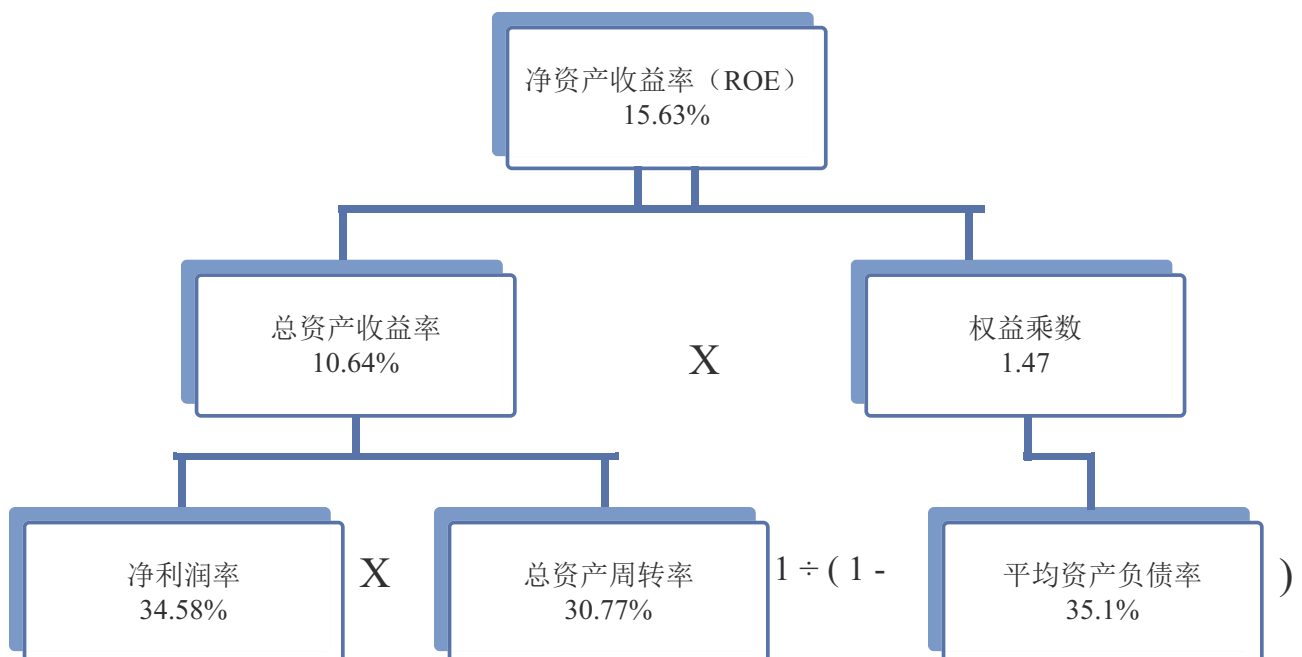 净资产收益率（ROE）
15.63%
总资产收益率
10.64%
X
权益乘数
1.47
净利润率
34.58%
X
总资产周转率
30.77%
1 ÷ ( 1 -
平均资产负债率
35.1%
)